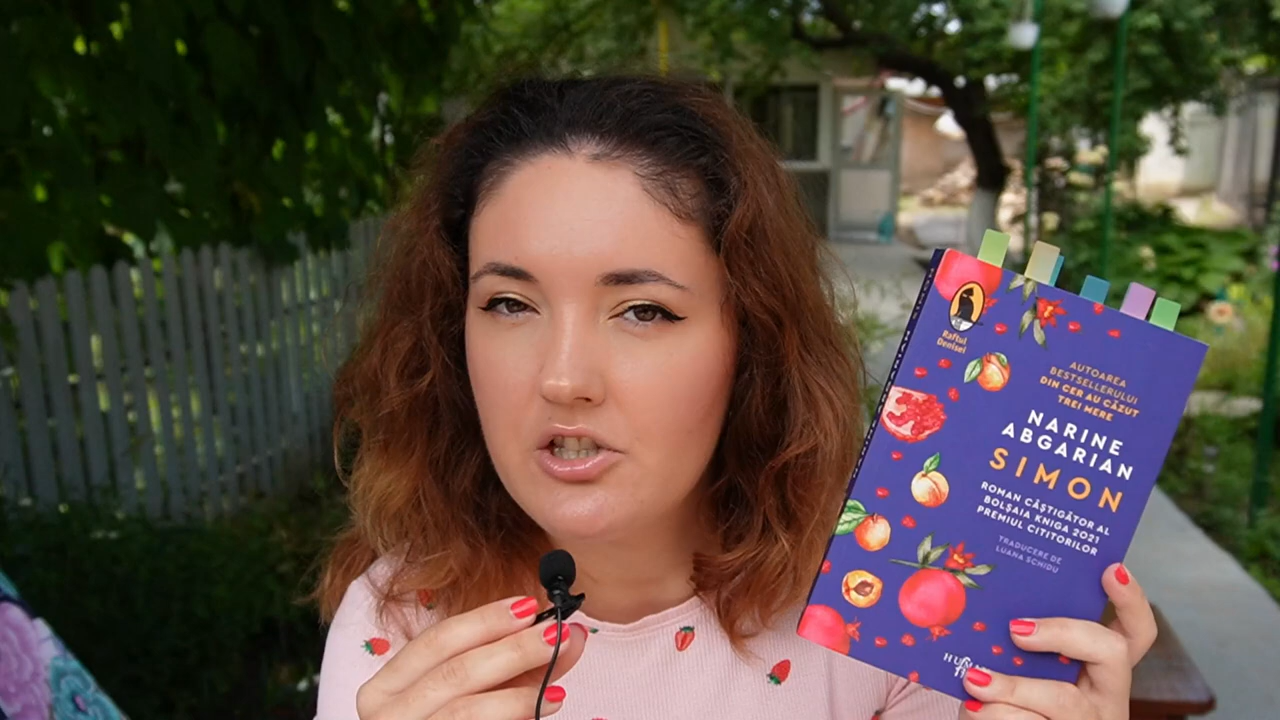 Raftul
Denisei
AUTOAREA
BESTSELLERULUI
DIN CER AU CĂZUT
TREI MERE
NARINE
ABGARIAN
SIMON
ROMAN CÂȘTIGĂTOR AL
BOLȘAIA KNIGA 2021
PREMIUL CITITORILOR
TRADUCERE DE
LUANA SCHIDU